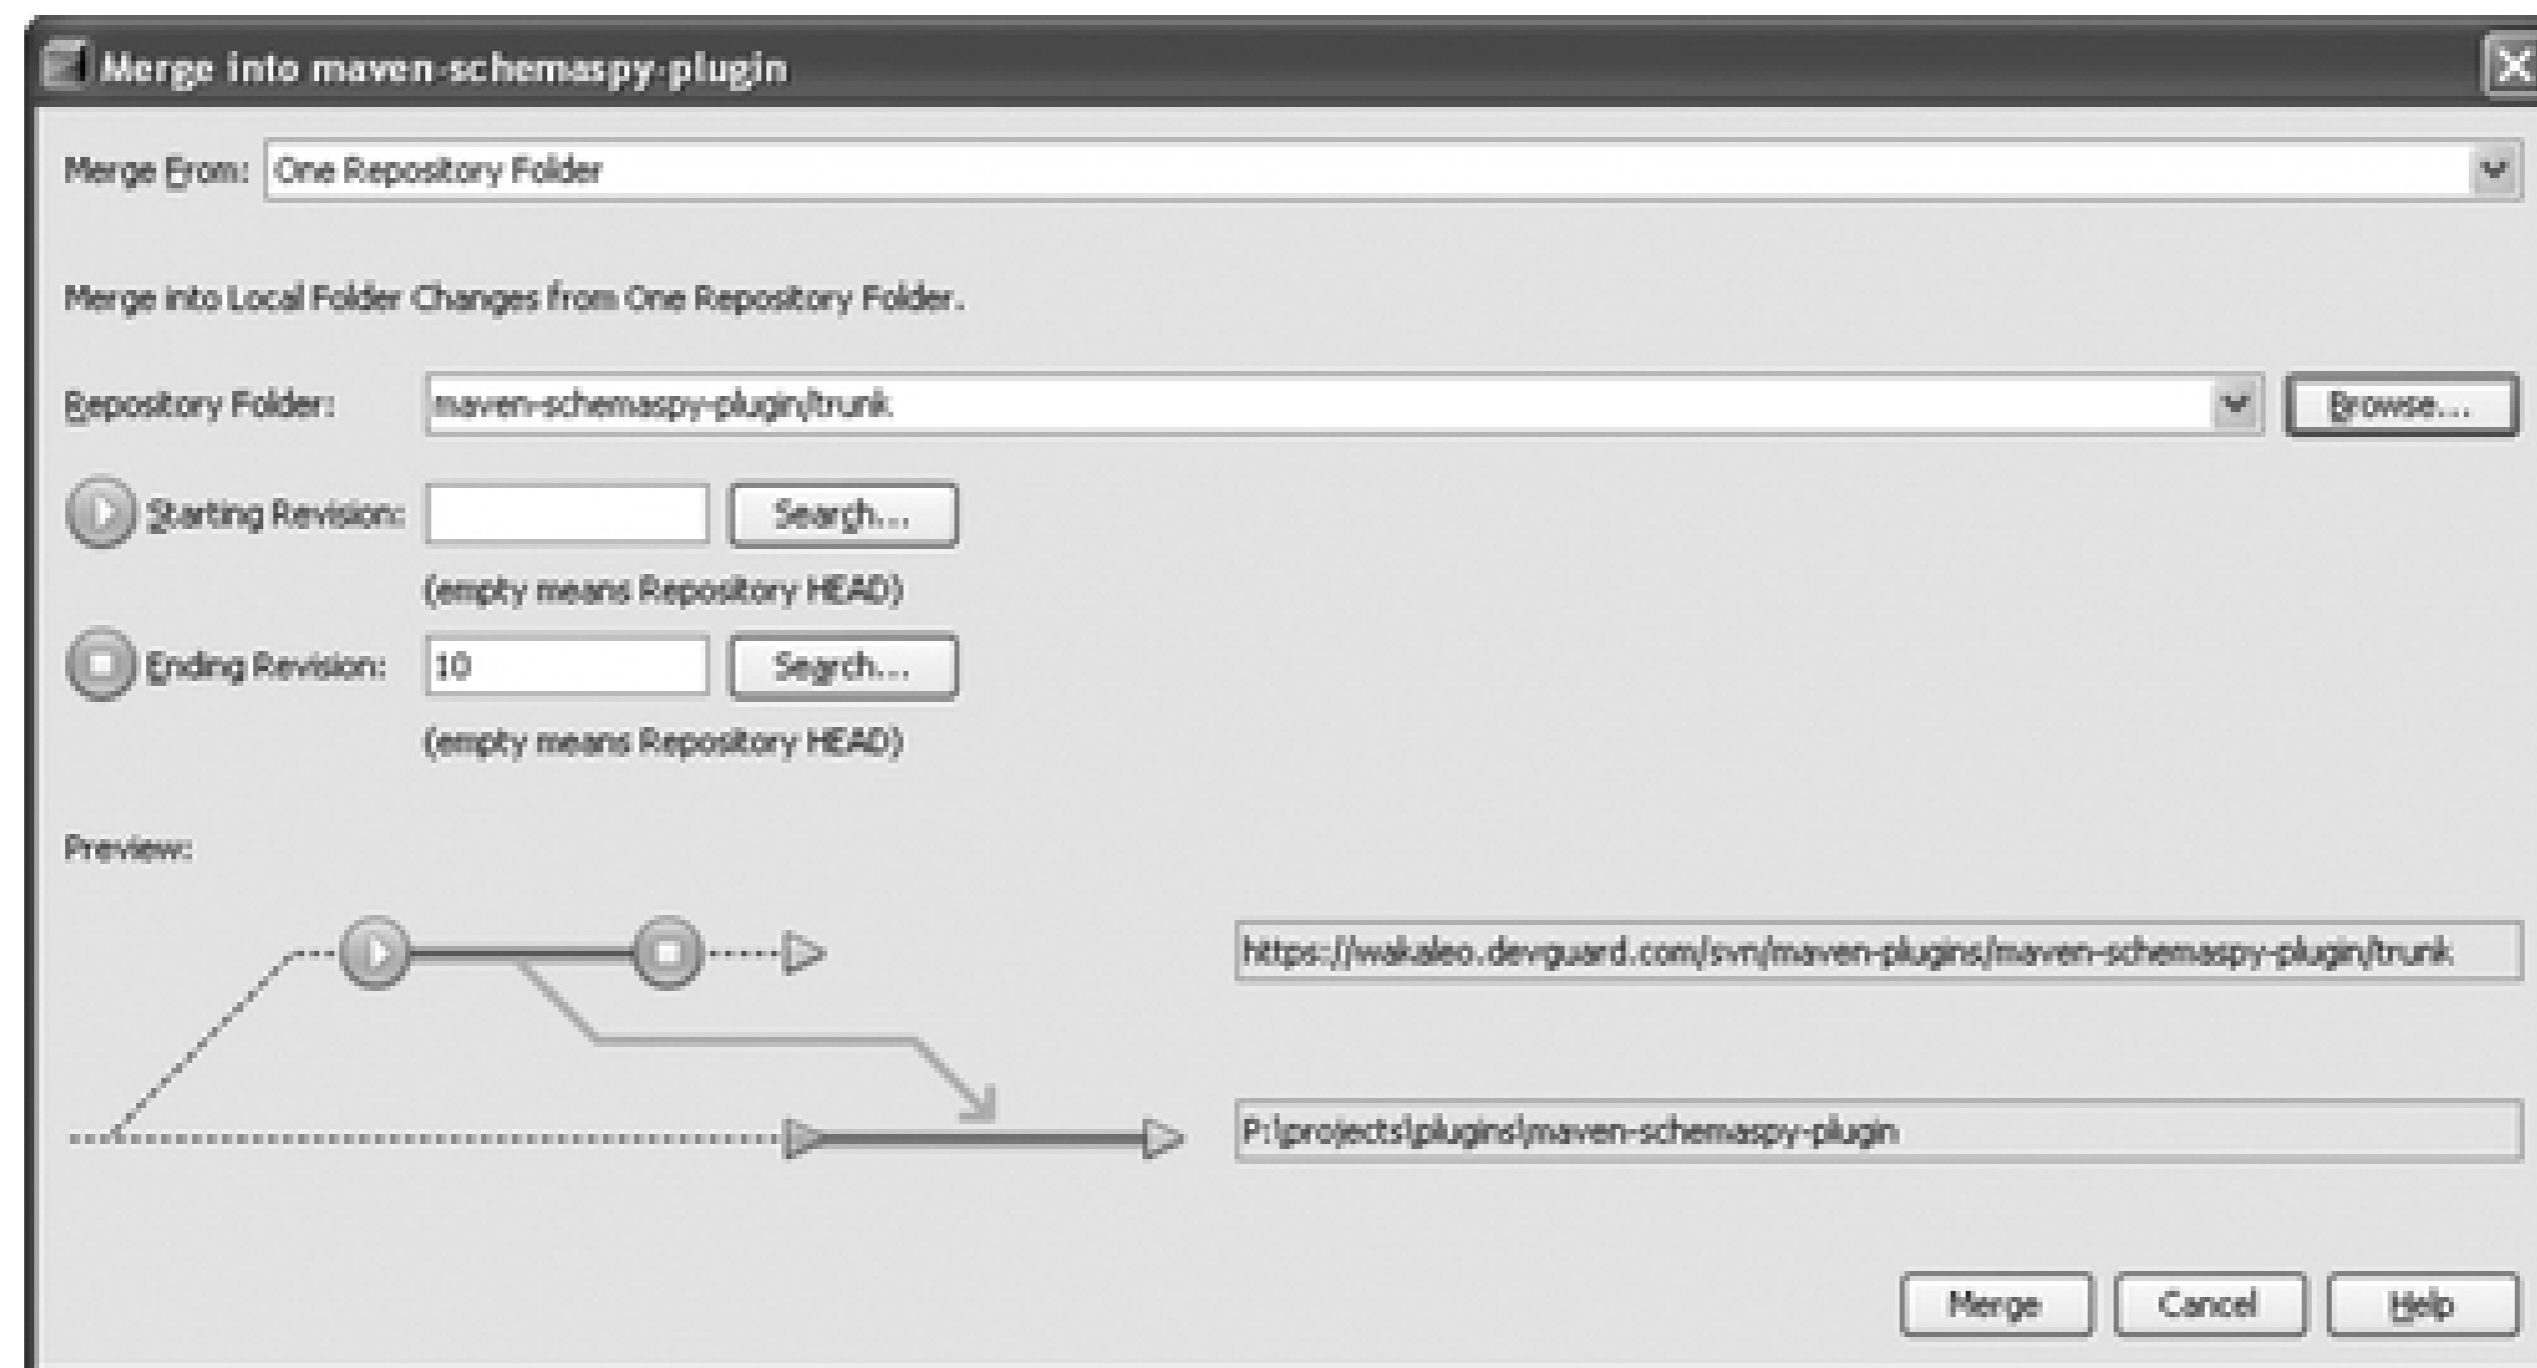 Merge into maven-schemaspy-plugin
Merge From: One Repository Folder
Merge into Local Folder Changes from One Repository Folder.
Repository Folder: maven-schemaspy-plugin/trunk Browse...
Starting Revision: Search...
(empty means Repository HEAD)
Ending Revision: 10 Search...
(empty means Repository HEAD)
Preview:
https://wakaleo.devguard.com/svn/maven-plugins/maven-schemaspy-plugin/trunk
P:\projects\plugins\maven-schemaspy-plugin
Merge Cancel Help